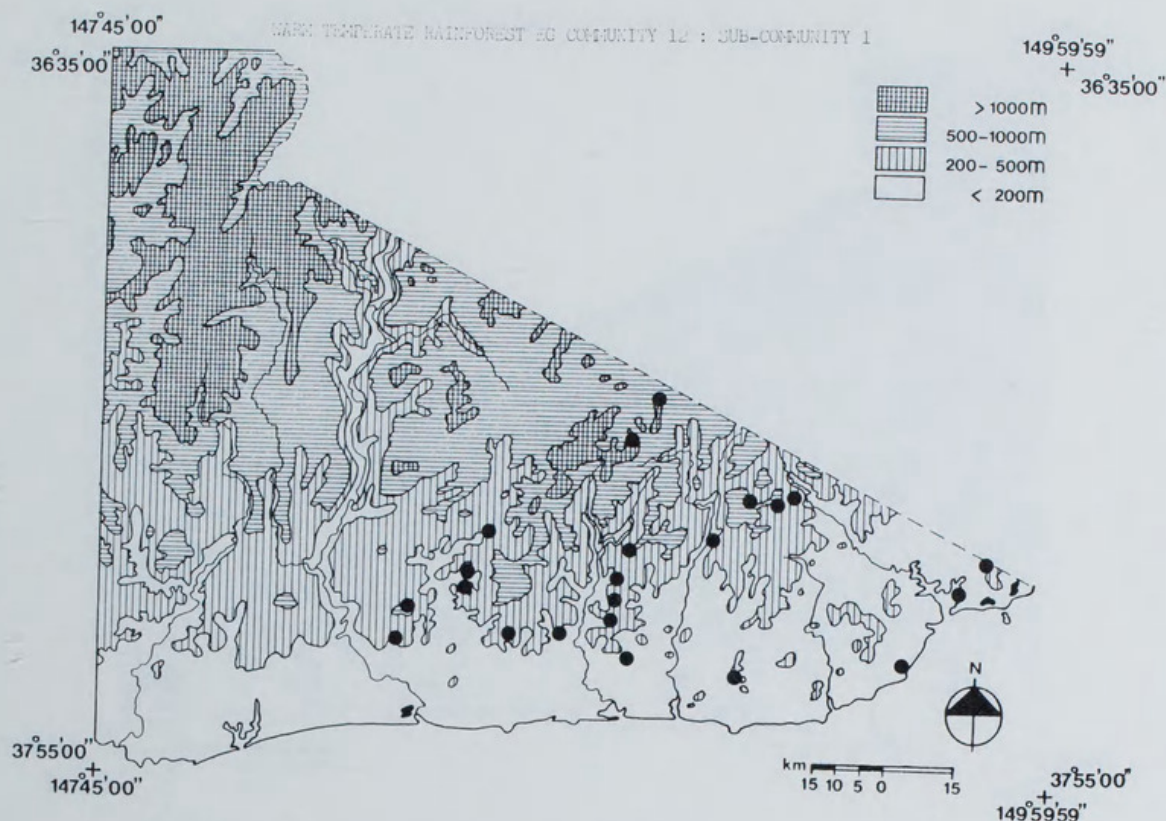 WARM TEMPERATE RAINFOREST EG COMMUNITY 12 : SUB-COMMUNITY 1
147°45'00"
36°35'00"
149°59'59"
36°35'00"
>1000m
500-1000m
200-500m
< 200m
N
37°55'00"
147°45'00"
km
15 10 5 0 15
37°55'00"
149°59'59"